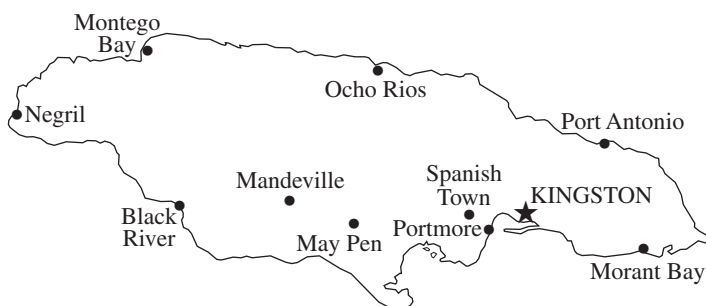 Montego
Bay
Ocho Rios
Negril
Port Antonio
Mandeville
Spanish
Town
KINGSTON
Black
River
May Pen
Portmore
Morant Bay